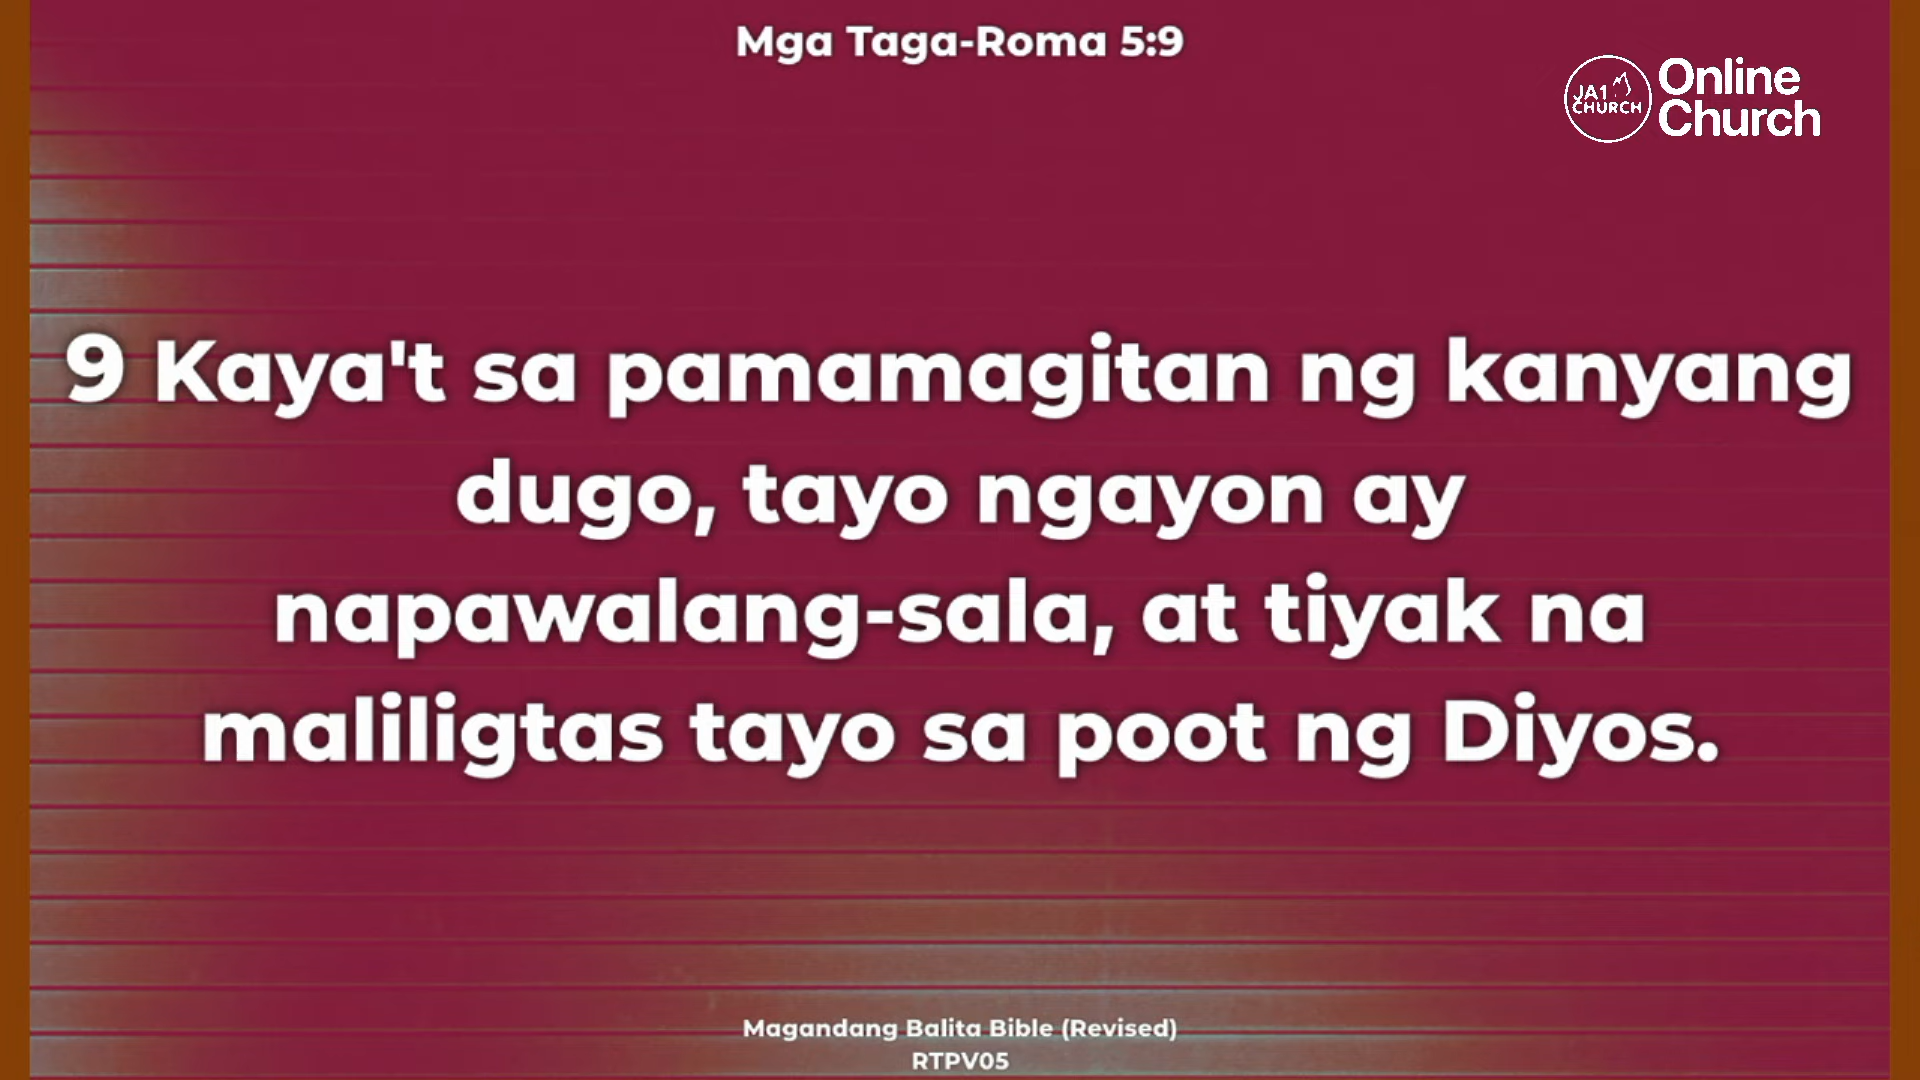 Mga Taga-Roma 5:9
JA1
CHURCH
Online
Church
9 Kaya't sa pamamagitan ng kanyang
dugo, tayo ngayon ay
napawalang-sala, at tiyak na
maliligtas tayo sa poot ng Diyos.
Magandang Balita Bible (Revised)
RTPV05